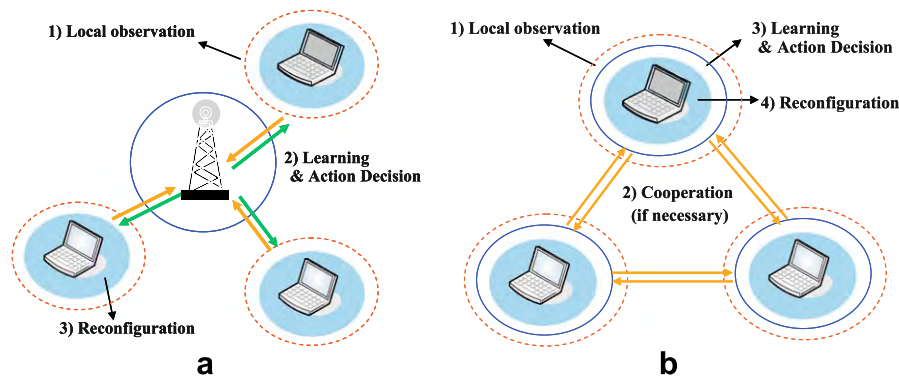 1) Local observation
2) Learning
& Action Decision
3) Reconfiguration
a
1) Local observation
3) Learning
& Action Decision
4) Reconfiguration
2) Cooperation
(if necessary)
b